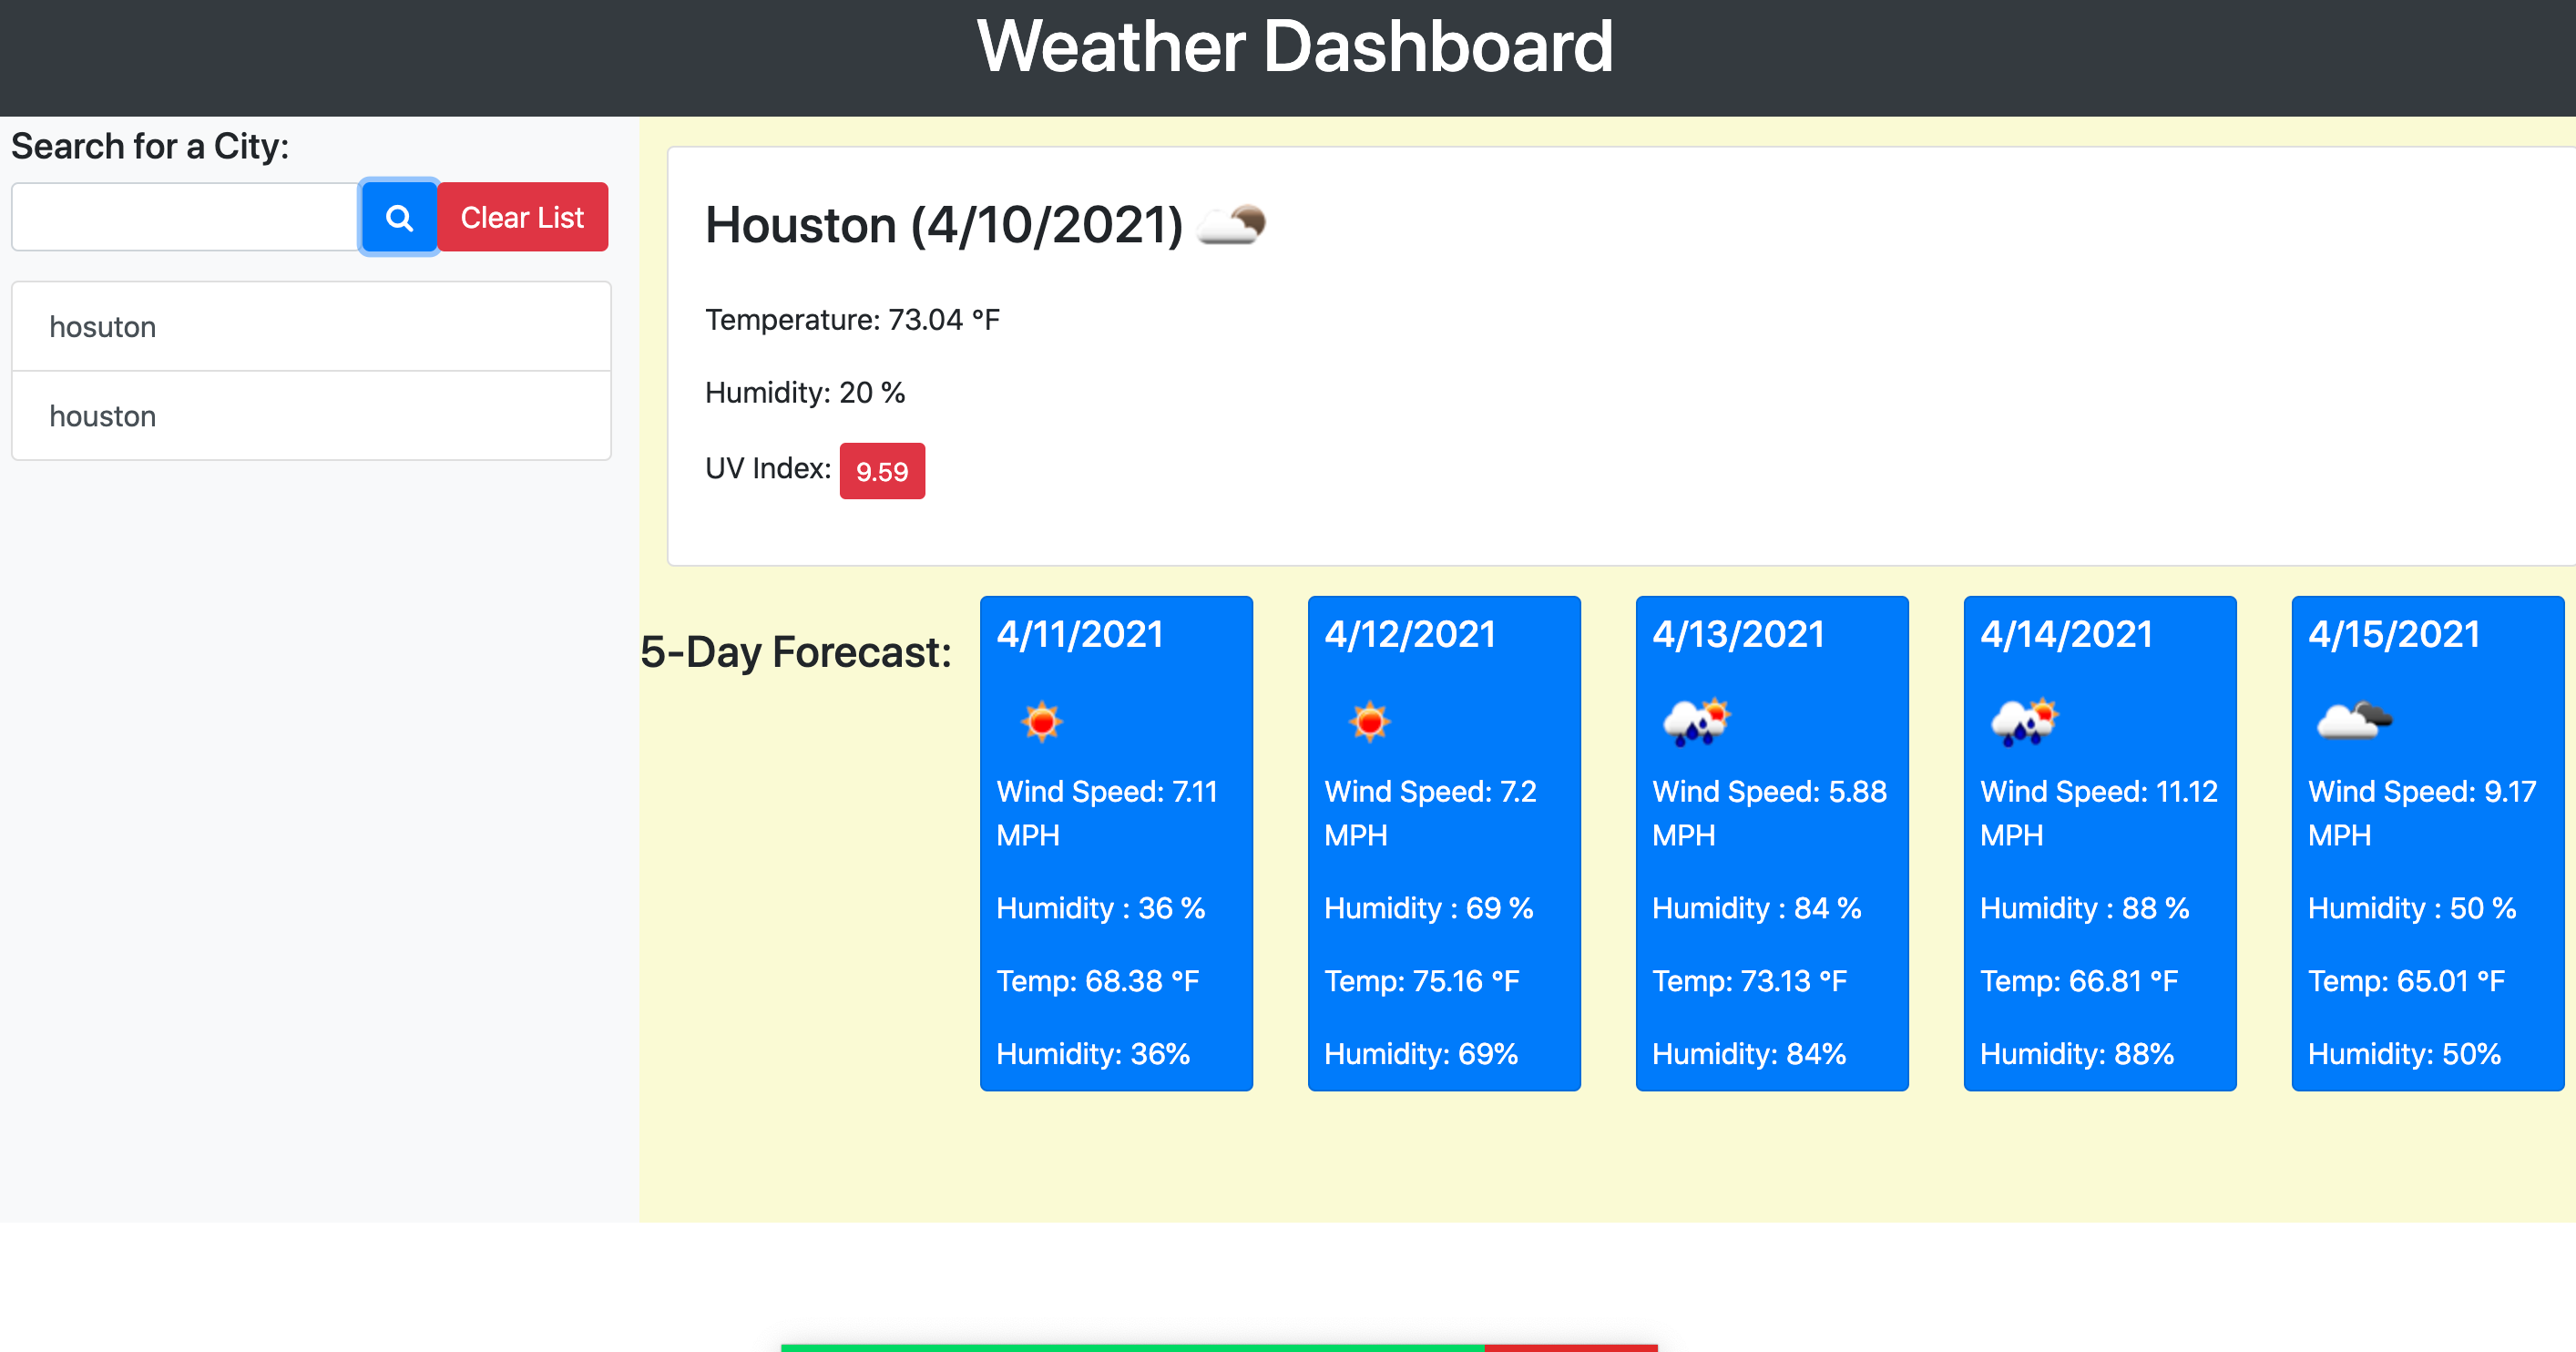 Weather Dashboard
Search for a City:
Clear List
hosuton
houston
Houston (4/10/2021)
Temperature: 73.04 °F
Humidity: 20 %
UV Index: 9.59
5-Day Forecast:
4/11/2021
Wind Speed: 7.11
MPH
Humidity : 36 %
Temp: 68.38 °F
Humidity: 36%
4/12/2021
Wind Speed: 7.2
MPH
Humidity : 69 %
Temp: 75.16 °F
Humidity: 69%
4/13/2021
Wind Speed: 5.88
MPH
Humidity : 84 %
Temp: 73.13 °F
Humidity: 84%
4/14/2021
Wind Speed: 11.12
MPH
Humidity : 88 %
Temp: 66.81 °F
Humidity: 88%
4/15/2021
Wind Speed: 9.17
MPH
Humidity : 50 %
Temp: 65.01 °F
Humidity: 50%